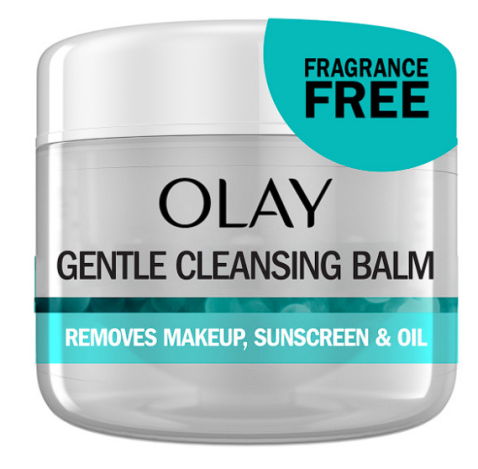 FRAGRANCE
FREE
OLAY
GENTLE CLEANSING BALM
REMOVES MAKEUP, SUNSCREEN & OIL